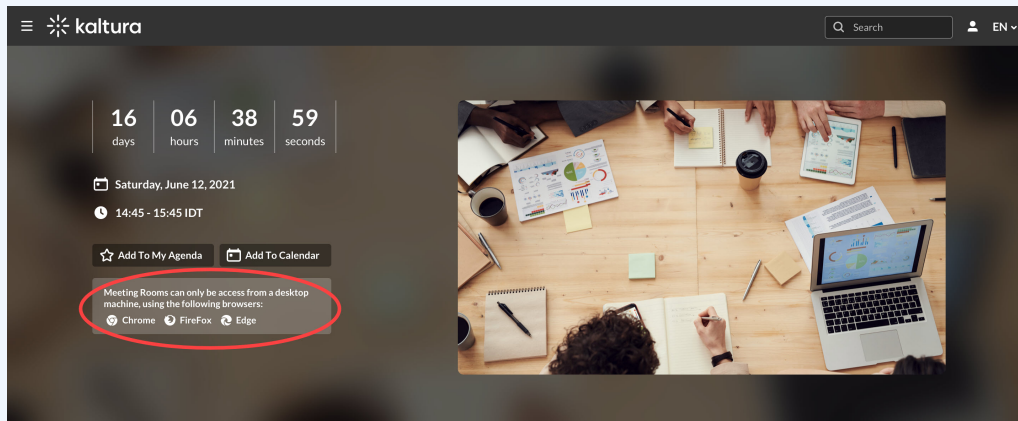 kaltura
Search
EN
16 06 38 59
days hours minutes seconds
Saturday, June 12, 2021
14:45 - 15:45 IDT
Add To My Agenda Add To Calendar
Meeting Rooms can only be access from a desktop
machine, using the following browsers:
Chrome FireFox Edge